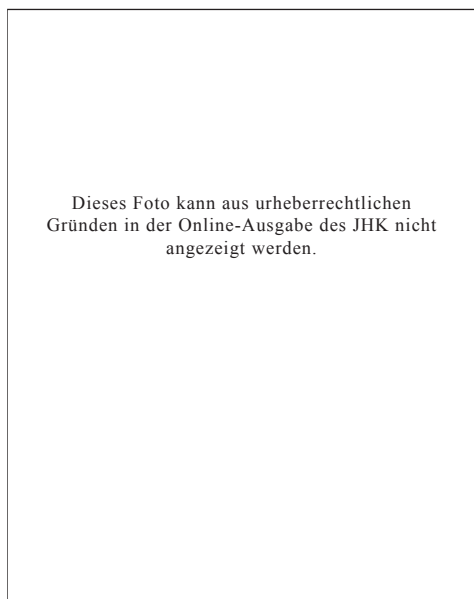 Dieses Foto kann aus urheberrechtlichen
Gründen in der Online-Ausgabe des JHK nicht
angezeigt werden.